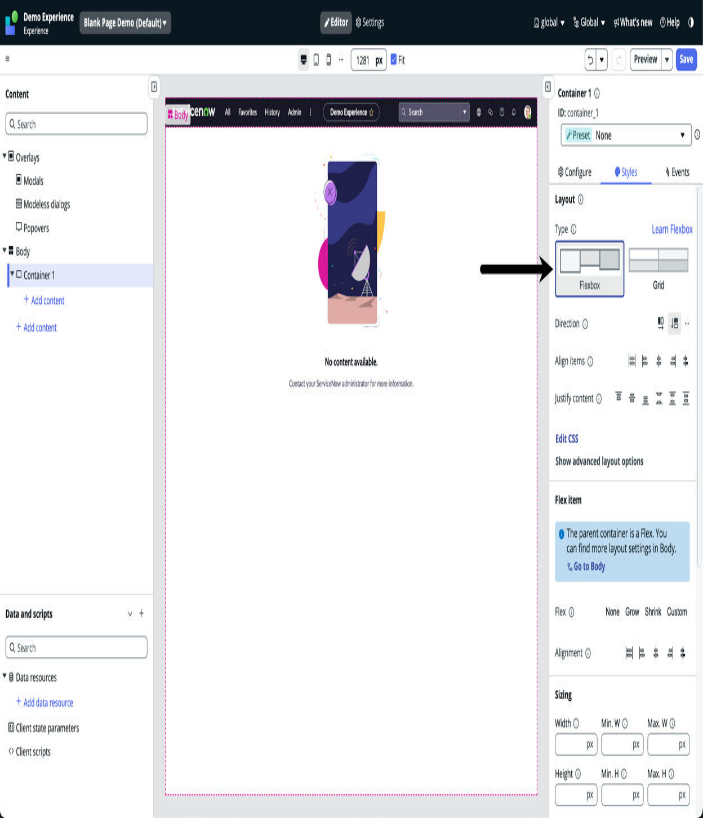 Demo Experience
Experience
Blank Page Demo (Default) ▾
Editor
Settings
global ▾
Global ▾
What's new
Help
1281 px
Fit
Preview
Save
Content
Search
Overlays
Modals
Modeless dialogs
Popovers
Body
Container 1
+ Add content
+ Add content
Data and scripts
Search
Data resources
+ Add data resource
Client state parameters
Client scripts
Body
cenow
All
Favorites
History
Admin
Demo Experience ☆
Search
No content available.
Contact your ServiceNow administrator for more information.
Container 1
ID: container_1
Preset None
Configure
Styles
Events
Layout
Type
Learn Flexbox
Flexbox
Grid
Direction
Align items
Justify content
Edit CSS
Show advanced layout options
Flex item
The parent container is a Flex. You
can find more layout settings in Body.
Go to Body
Flex
None Grow Shrink Custom
Alignment
Sizing
Width Min. W Max. W
px px px
Height Min. H Max. H
px px px